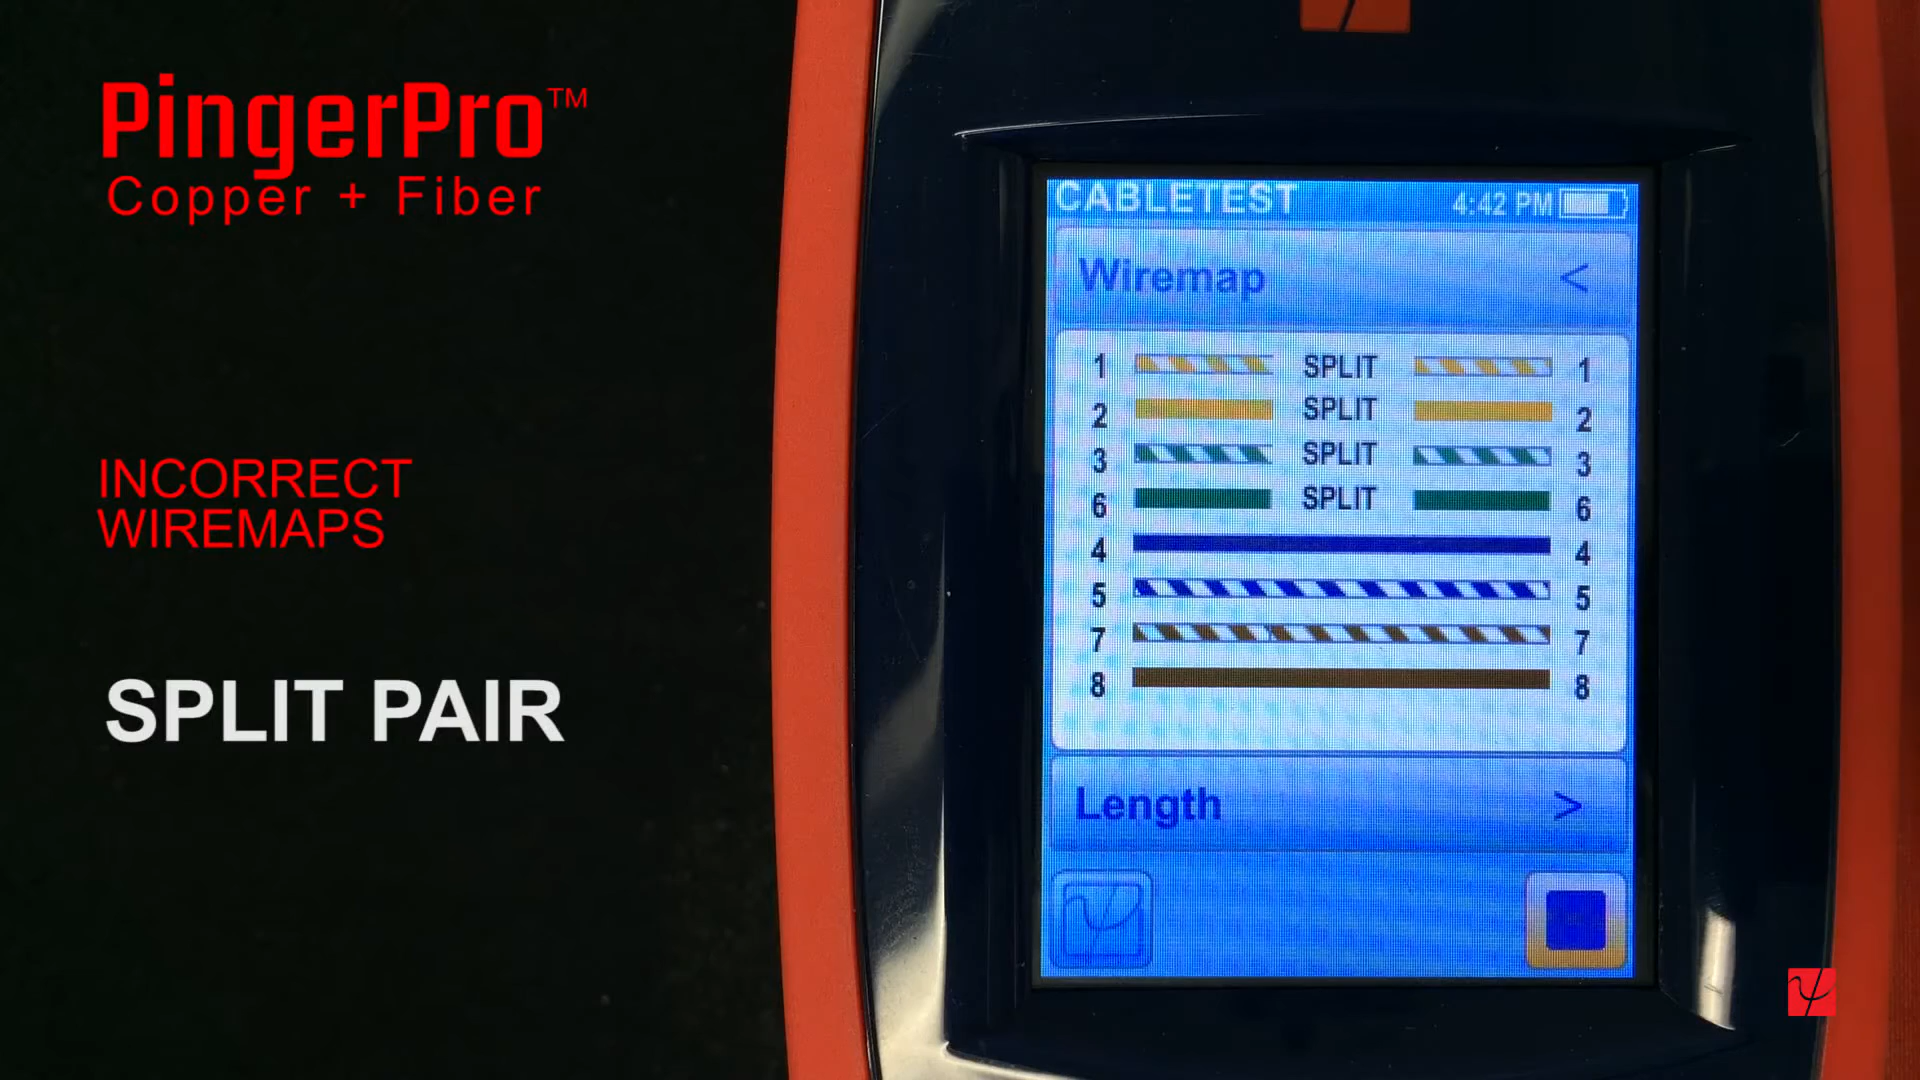 PingerPro™
Copper + Fiber
INCORRECT
WIREMAPS
SPLIT PAIR
CABLETEST 4:42 PM
Wiremap <
1 SPLIT 1
2 SPLIT 2
3 SPLIT 3
6 SPLIT 6
4 4
5 5
7 7
8 8
Length >